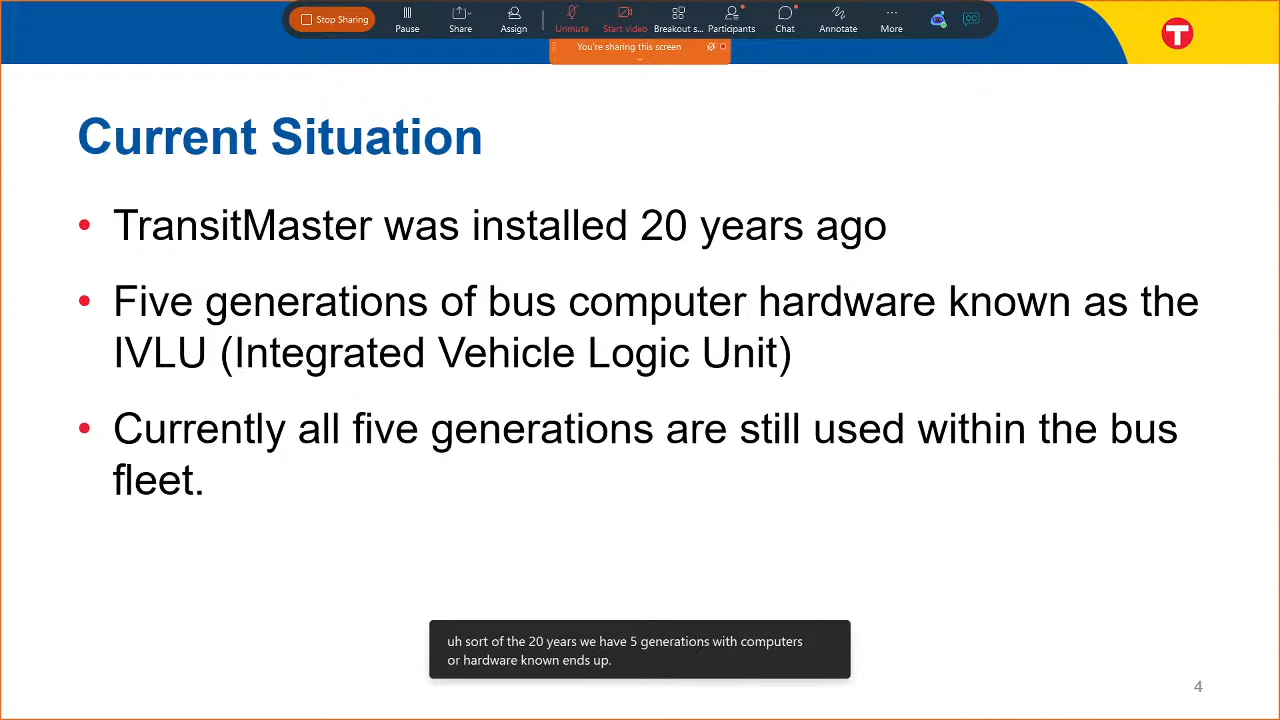 Stop Sharing
Pause
Share
Assign
Unmute
Start video
Breakout s...
Participants
Chat
Annotate
More
CC
You're sharing this screen
T
Current Situation
• TransitMaster was installed 20 years ago
• Five generations of bus computer hardware known as the
IVLU (Integrated Vehicle Logic Unit)
• Currently all five generations are still used within the bus
fleet.
uh sort of the 20 years we have 5 generations with computers
or hardware known ends up.
4